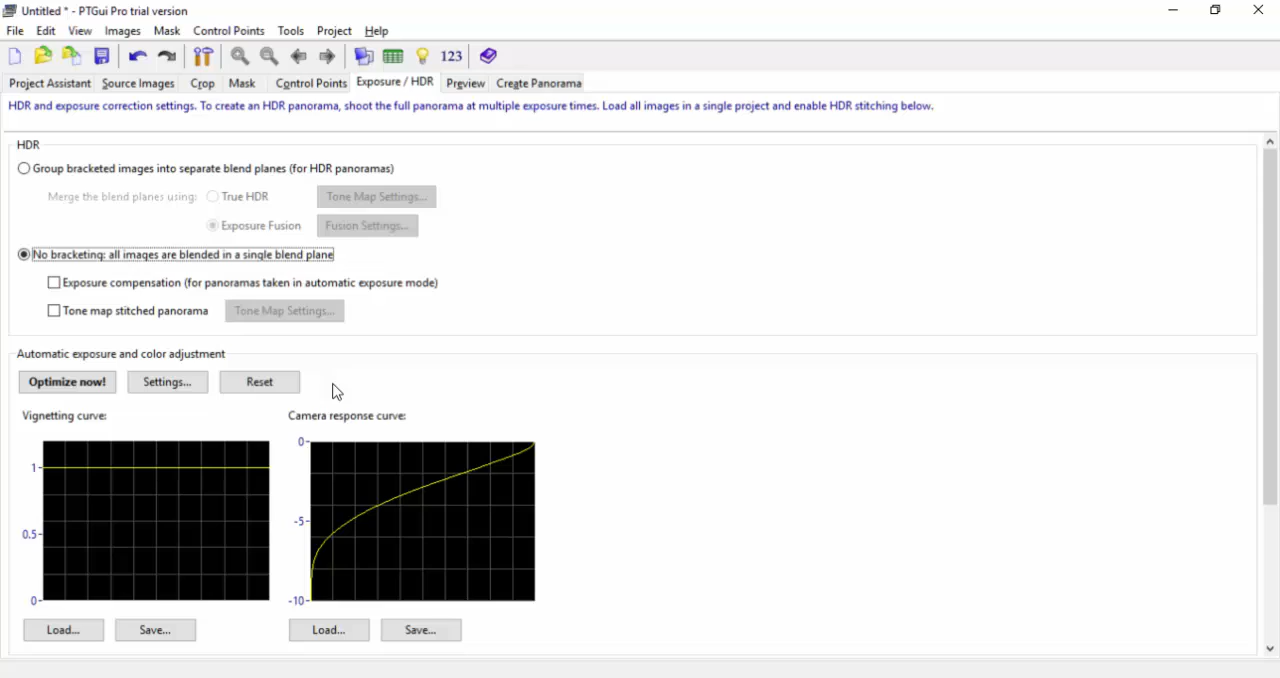 Untitled * - PTGui Pro trial version
File Edit View Images Mask Control Points Tools Project Help
123
Project Assistant Source Images Crop Mask Control Points Exposure / HDR Preview Create Panorama
HDR and exposure correction settings. To create an HDR panorama, shoot the full panorama at multiple exposure times. Load all images in a single project and enable HDR stitching below.
HDR
Group bracketed images into separate blend planes (for HDR panoramas)
Merge the blend planes using: True HDR Tone Map Settings...
Exposure Fusion Fusion Settings...
No bracketing: all images are blended in a single blend plane
Exposure compensation (for panoramas taken in automatic exposure mode)
Tone map stitched panorama Tone Map Settings...
Automatic exposure and color adjustment
Optimize now! Settings... Reset
Vignetting curve: Camera response curve:
1 0
0.5 -5
0 -10
Load... Save... Load... Save...